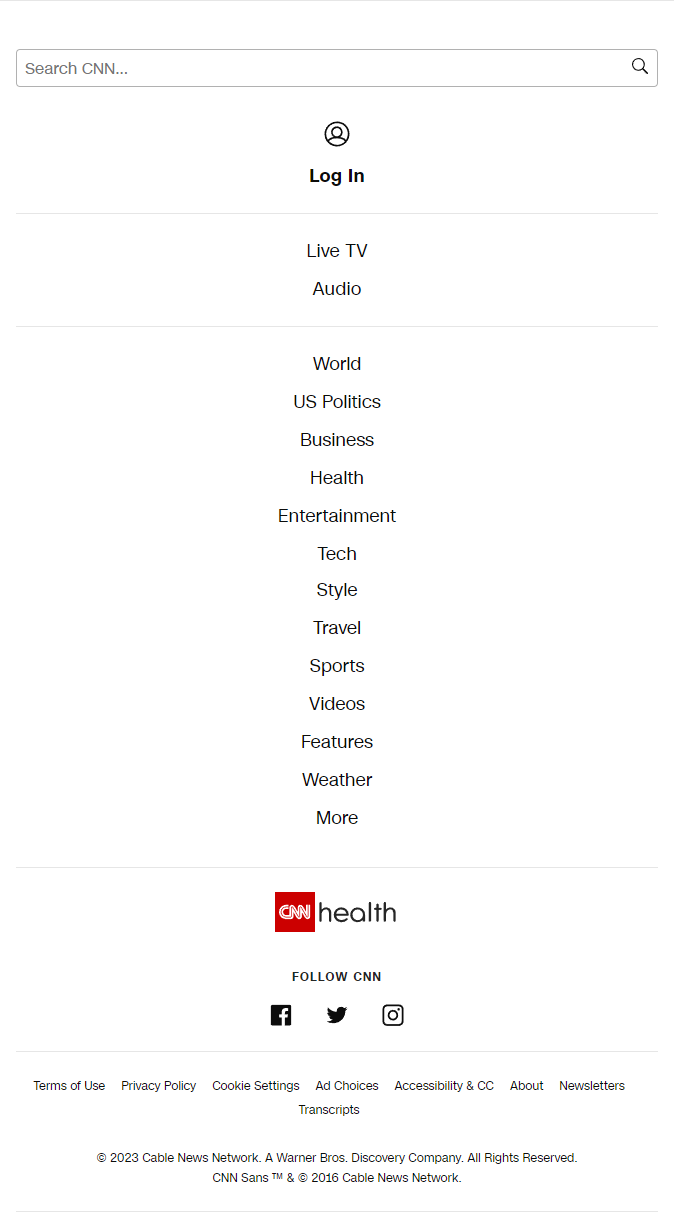 Search CNN...
Log In
Live TV
Audio
World
US Politics
Business
Health
Entertainment
Tech
Style
Travel
Sports
Videos
Features
Weather
More
CNN health
FOLLOW CNN
Terms of Use Privacy Policy Cookie Settings Ad Choices Accessibility & CC About Newsletters
Transcripts
© 2023 Cable News Network. A Warner Bros. Discovery Company. All Rights Reserved.
CNN Sans ™ & © 2016 Cable News Network.